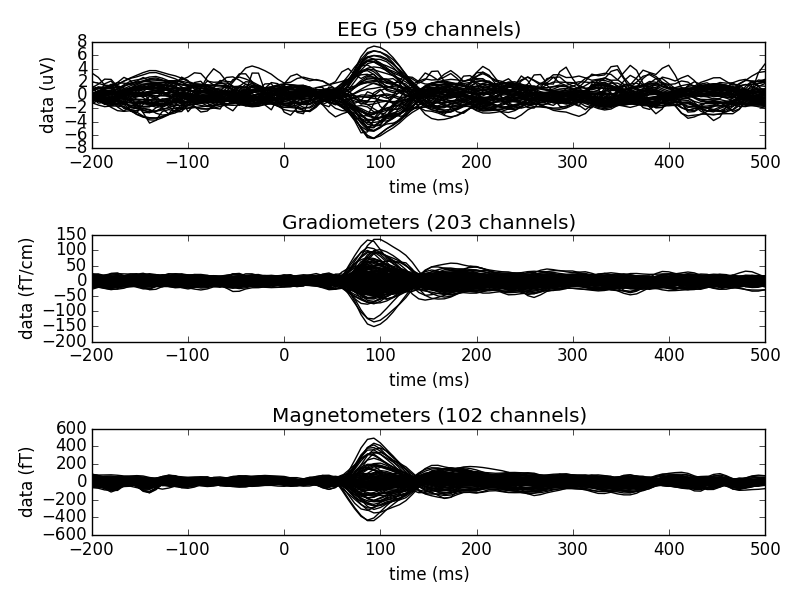 EEG (59 channels)
data (uV)
8
6
4
2
0
−2
−4
−6
−8
−200 −100 0 100 200 300 400 500
time (ms)
Gradiometers (203 channels)
data (fT/cm)
150
100
50
0
−50
−100
−150
−200
−200 −100 0 100 200 300 400 500
time (ms)
Magnetometers (102 channels)
data (fT)
600
400
200
0
−200
−400
−600
−200 −100 0 100 200 300 400 500
time (ms)